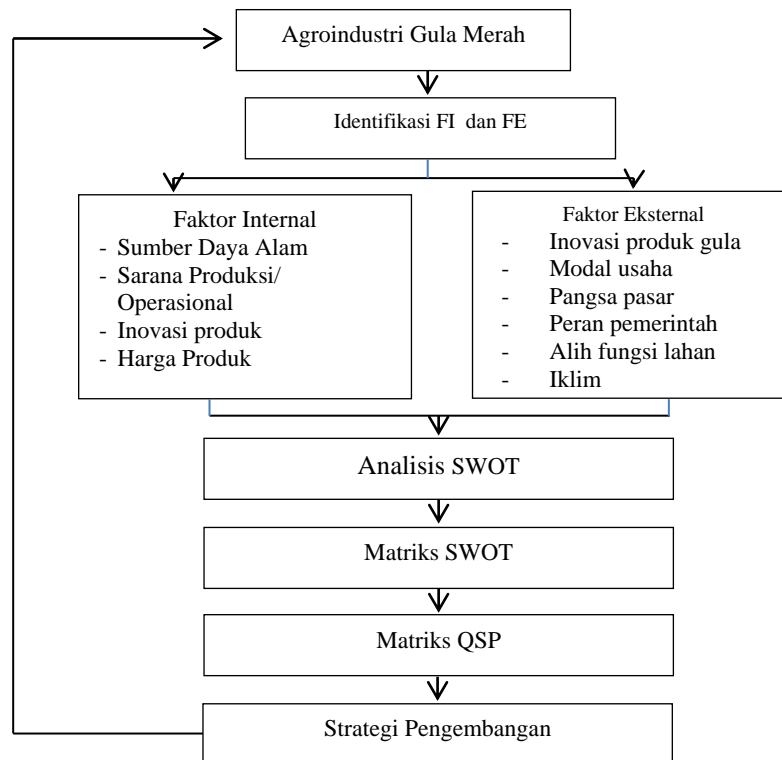 Agroindustri Gula Merah
Identifikasi FI dan FE
Faktor Internal
- Sumber Daya Alam
- Sarana Produksi/
Operasional
- Inovasi produk
- Harga Produk
Faktor Eksternal
- Inovasi produk gula
- Modal usaha
- Pangsa pasar
- Peran pemerintah
- Alih fungsi lahan
- Iklim
Analisis SWOT
Matriks SWOT
Matriks QSP
Strategi Pengembangan